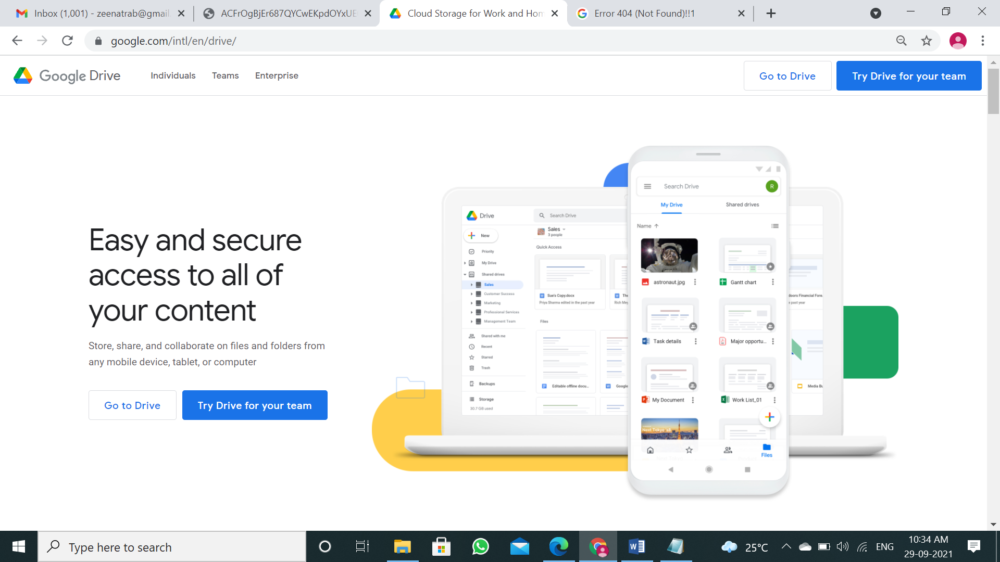 Inbox (1,001) - zeenatrab@gmail.
ACFrOgBjEr687QYCwEKpdOYxUE
Cloud Storage for Work and Hom
Error 404 (Not Found)!!1
google.com/intl/en/drive/
Google Drive
Individuals
Teams
Enterprise
Go to Drive
Try Drive for your team
Easy and secure
access to all of
your content
Store, share, and collaborate on files and folders from
any mobile device, tablet, or computer
Go to Drive
Try Drive for your team
Drive
Search Drive
New
Priority
My Drive
Shared drives
Sales
Customer Success
Marketing
Professional Services
Management Team
Shared with me
Recent
Starred
Trash
Backups
Storage
30.7 GB used
Sales
3 people
Quick Access
Sue's Copy.docx
Priya Sharma edited in the past year
The
Rich Mey
Files
Editable offline docu...
Google
doors Financial Fore.
e past year
Media Bu
Search Drive
R
My Drive
Shared drives
Name
astronaut.jpg
Gantt chart
Task details
Major opportu...
My Document
Work List_01
Next Tokyo_a8
Files
Type here to search
25°C
ENG
10:34 AM
29-09-2021